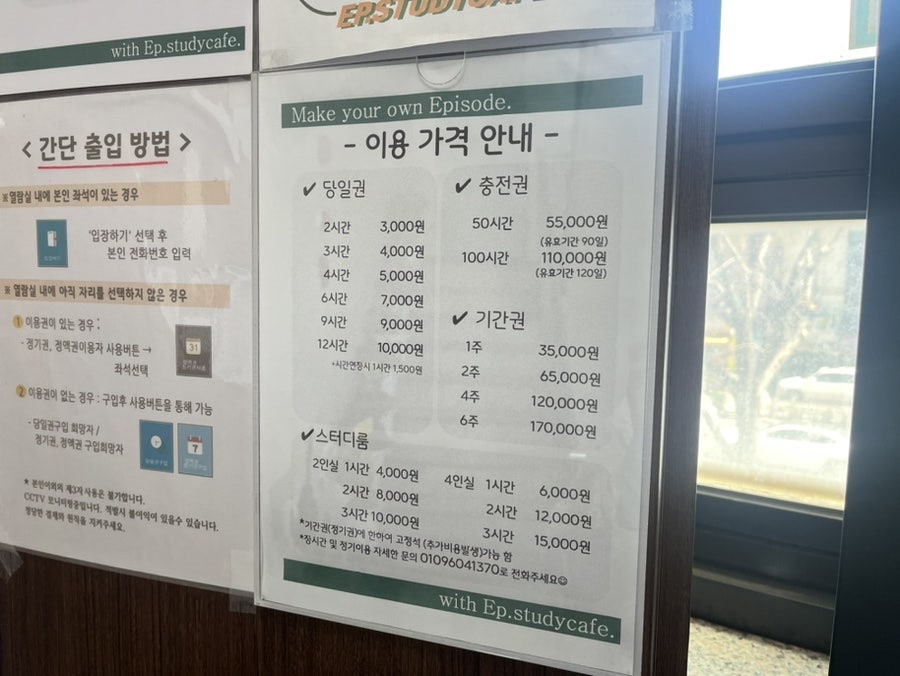 with Ep.studycafe.
EP.STUDYCAFE
< 간단 출입 방법 >
※열람실 내에 본인 좌석이 있는 경우
'입장하기' 선택 후
본인 전화번호 입력
※ 열람실 내에 아직 자리를 선택하지 않은 경우
1 이용권이 있는 경우 :
- 정기권, 정액권이용자 사용버튼 →
좌석선택
31
2 이용권이 없는 경우 : 구입후 사용버튼을 통해 가능
- 당일권구입 희망자 /
정기권, 정액권 구입희망자
7
* 본인이외의 제3자 사용은 불가합니다.
CCTV 모니터링중입니다. 적발시 불이익이 있을수 있습니다.
정당한 결제와 원칙을 지켜주세요.
Make your own Episode.
- 이용 가격 안내 -
✔ 당일권
2시간 3,000원
3시간 4,000원
4시간 5,000원
6시간 7,000원
9시간 9,000원
12시간 10,000원
+시간연장시 1시간 1,500원
✔ 충전권
50시간 55,000원
(유효기간 90일)
100시간 110,000원
(유효기간 120일)
✔ 기간권
1주 35,000원
2주 65,000원
4주 120,000원
6주 170,000원
✔스터디룸
2인실 1시간 4,000원
2시간 8,000원
3시간 10,000원
4인실 1시간 6,000원
2시간 12,000원
3시간 15,000원
*기간권(정기권)에 한하여 고정석 (추가비용발생)가능 함
*장시간 및 정기이용 자세한 문의 01096041370로 전화주세요☺
with Ep.studycafe.